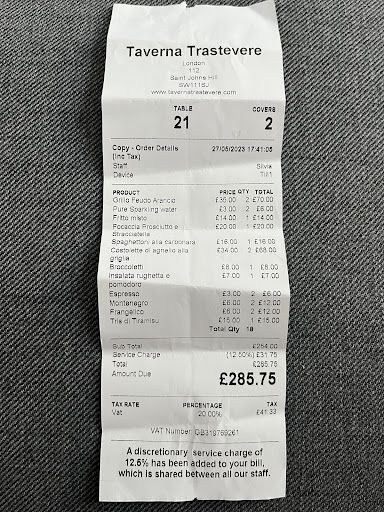 Taverna Trastevere
London
112
Saint Johns Hill
SW111SJ
www.tavernatrastevere.com
TABLE COVERS
21 2
Copy - Order Details 27/05/2023 17:41:05
(Inc Tax)
Staff Silvia
Device Till1
PRODUCT PRICE QTY TOTAL
Grillo Feudo Arancio £35.00 2 £70.00
Pure Sparkling water £3.00 2 £6.00
Fritto misto £14.00 1 £14.00
Focaccia Prosciutto e £20.00 1 £20.00
Stracciatella
Spaghettoni alla carbonara £16.00 1 £16.00
Costolette di agnello alla £34.00 2 £68.00
griglia
Broccoletti £8.00 1 £8.00
Insalata rughetta e £7.00 1 £7.00
pomodoro
Espresso £3.00 2 £6.00
Montenegro £6.00 2 £12.00
Frangelico £6.00 2 £12.00
Tris di Tiramisu £15.00 1 £15.00
Total Qty 18
Sub Total £254.00
Service Charge (12.50%) £31.75
Total £285.75
Amount Due £285.75
TAX RATE PERCENTAGE TAX
Vat 20.00% £41.33
VAT Number: GB319769261
A discretionary service charge of
12.5% has been added to your bill,
which is shared between all our staff.